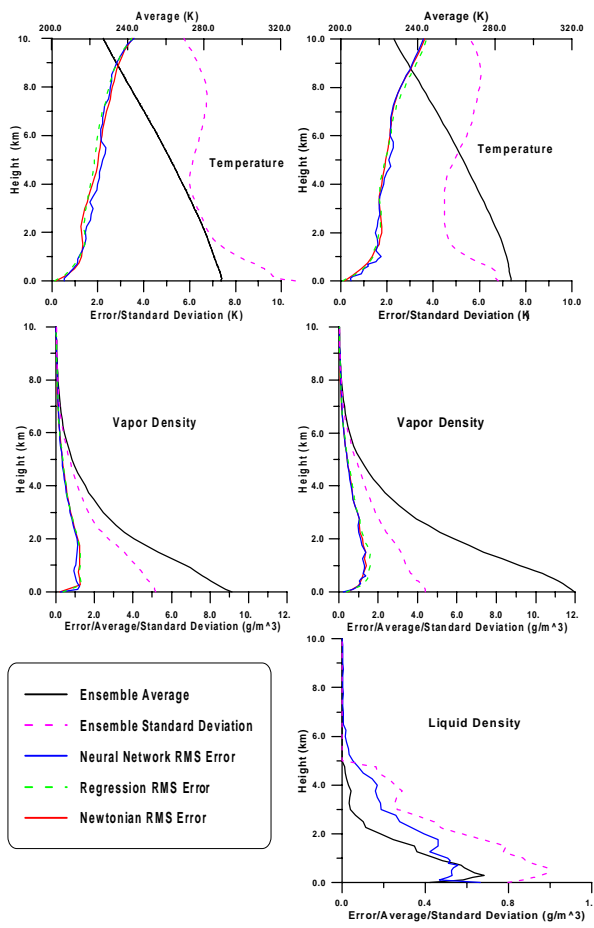 Average (K)
200.0 240.0 280.0 320.0
10.
8.0
6.0
4.0
2.0
0.0
Height (km)
Temperature
0.0 2.0 4.0 6.0 8.0 10.
Error/Standard Deviation (K)
Average (K)
200.0 240.0 280.0 320.0
10.
8.0
6.0
4.0
2.0
0.0
Height (km)
Temperature
0.0 2.0 4.0 6.0 8.0 10.0
Error/Standard Deviation (K)
10.
8.0
6.0
4.0
2.0
0.0
Height (km)
Vapor Density
0.0 2.0 4.0 6.0 8.0 10.0 12.
Error/Average/Standard Deviation (g/m^3)
10.
8.0
6.0
4.0
2.0
0.0
Height (km)
Vapor Density
0.0 2.0 4.0 6.0 8.0 10.0 12.0
Error/Average/Standard Deviation (g/m^3)
Ensemble Average
Ensemble Standard Deviation
Neural Network RMS Error
Regression RMS Error
Newtonian RMS Error
10.
8.0
6.0
4.0
2.0
0.0
Height (km)
Liquid Density
0.0 0.4 0.8 1.
Error/Average/Standard Deviation (g/m^3)